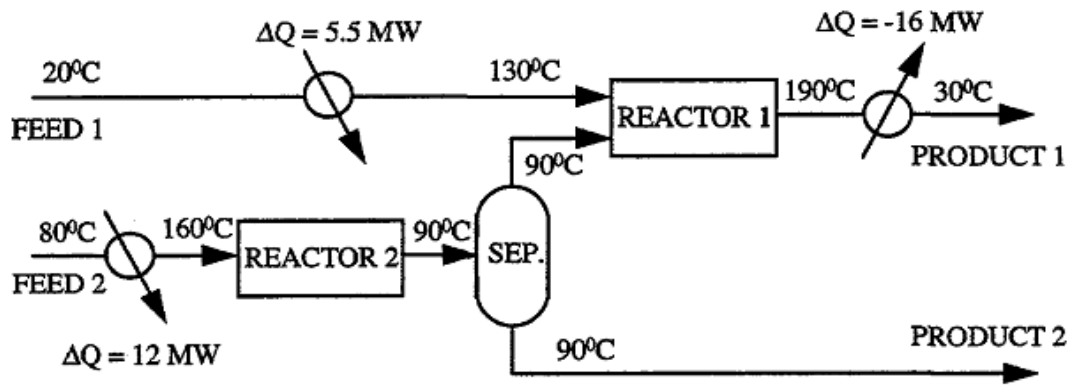 ΔQ = 5.5 MW
ΔQ = -16 MW
20⁰C
130⁰C
190⁰C
30⁰C
FEED 1
REACTOR 1
PRODUCT 1
90⁰C
80⁰C
160⁰C
90⁰C
FEED 2
REACTOR 2
SEP.
ΔQ = 12 MW
90⁰C
PRODUCT 2